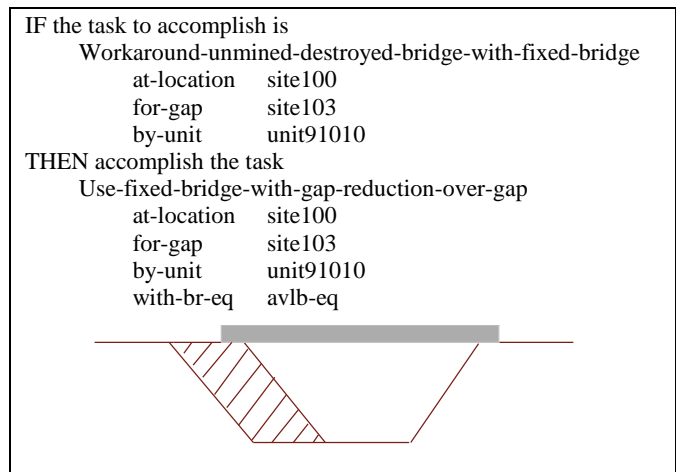 IF the task to accomplish is
Workaround-unmined-destroyed-bridge-with-fixed-bridge
at-location site100
for-gap site103
by-unit unit91010
THEN accomplish the task
Use-fixed-bridge-with-gap-reduction-over-gap
at-location site100
for-gap site103
by-unit unit91010
with-br-eq avlb-eq